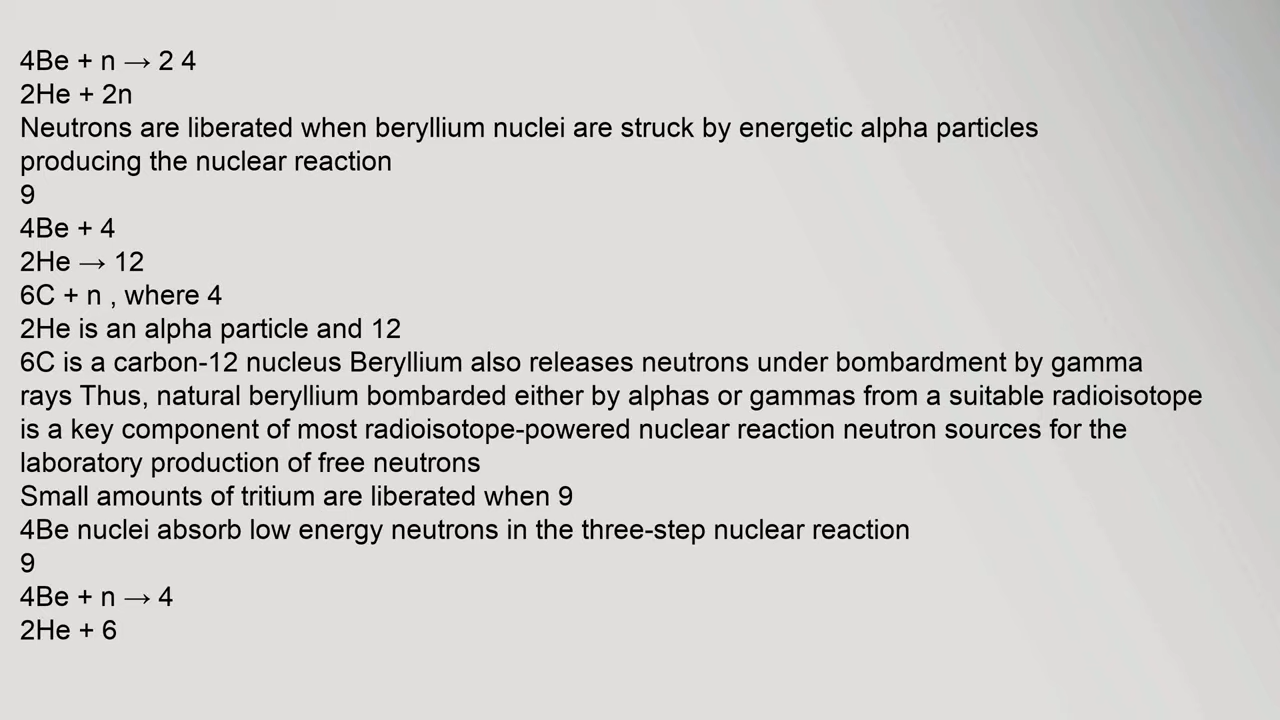 4Be + n → 2 4
2He + 2n
Neutrons are liberated when beryllium nuclei are struck by energetic alpha particles
producing the nuclear reaction
9
4Be + 4
2He → 12
6C + n , where 4
2He is an alpha particle and 12
6C is a carbon-12 nucleus Beryllium also releases neutrons under bombardment by gamma
rays Thus, natural beryllium bombarded either by alphas or gammas from a suitable radioisotope
is a key component of most radioisotope-powered nuclear reaction neutron sources for the
laboratory production of free neutrons
Small amounts of tritium are liberated when 9
4Be nuclei absorb low energy neutrons in the three-step nuclear reaction
9
4Be + n → 4
2He + 6